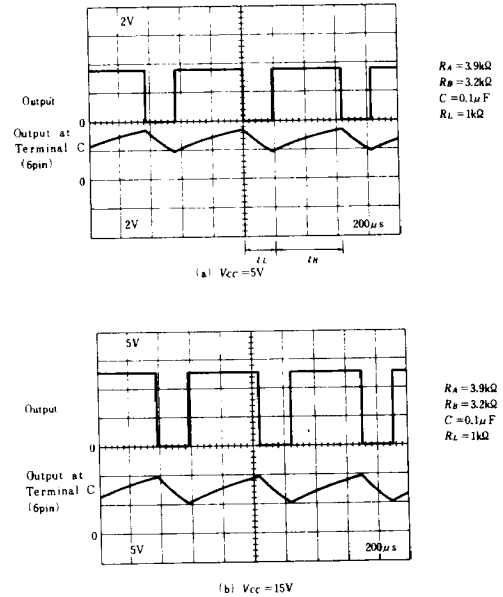 2V
Output
0
Output at
Terminal C
(6pin)
0
2V
200µs
tL
tH
(a) VCC=5V
RA=3.9kΩ
RB=3.2kΩ
C=0.1µF
RL=1kΩ
5V
Output
0
Output at
Terminal C
(6pin)
0
5V
200µs
(b) VCC=15V
RA=3.9kΩ
RB=3.2kΩ
C=0.1µF
RL=1kΩ